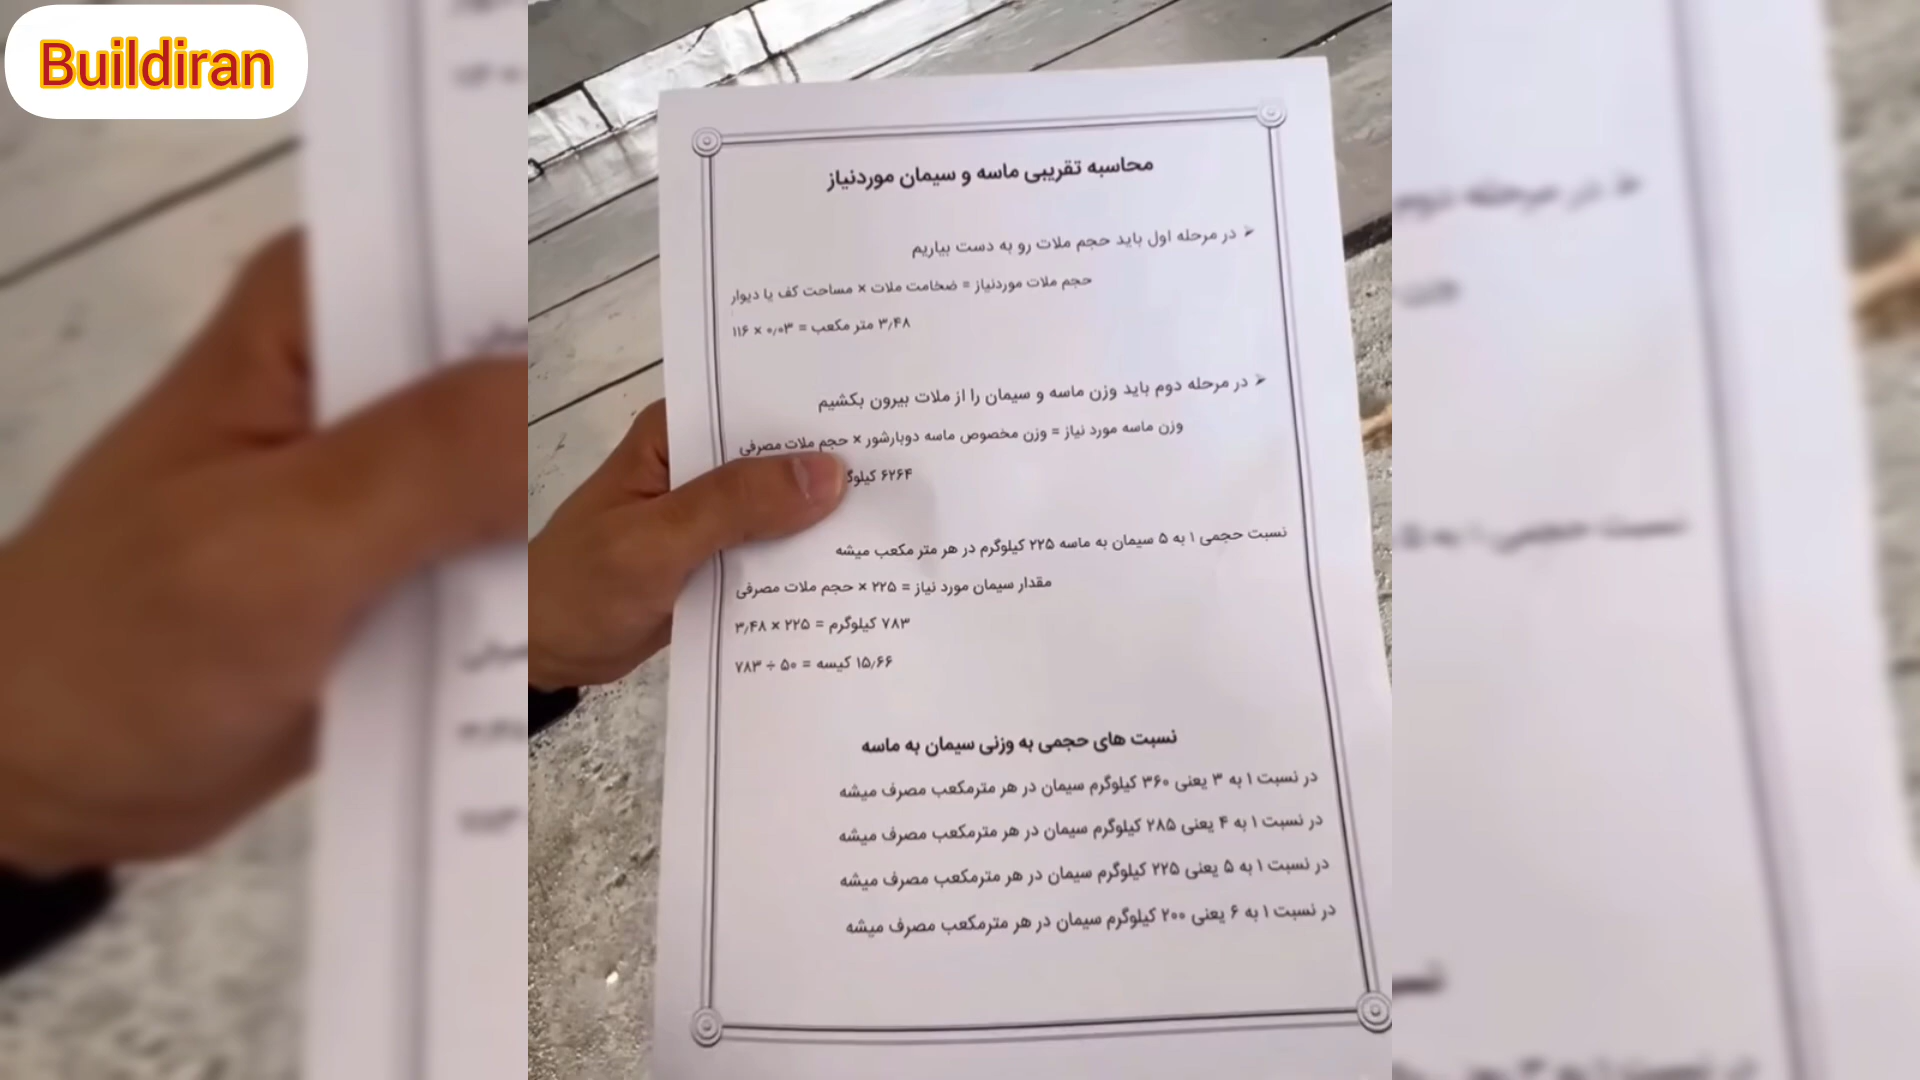 Buildiran
محاسبه تقریبی ماسه و سیمان موردنیاز
در مرحله اول باید حجم ملات رو به دست بیاریم
حجم ملات موردنیاز = ضخامت ملات × مساحت کف یا دیوار
۳٫۴۸ متر مکعب = ۰٫۰۳ × ۱۱۶
در مرحله دوم باید وزن ماسه و سیمان را از ملات بیرون بکشیم
وزن ماسه مورد نیاز = وزن مخصوص ماسه دوبارشور × حجم ملات مصرفی
۶۲۶۴
نسبت حجمی ۱ به ۵ سیمان به ماسه ۲۲۵ کیلوگرم در هر متر مکعب میشه
مقدار سیمان مورد نیاز = ۲۲۵ × حجم ملات مصرفی
۷۸۳ کیلوگرم = ۲۲۵ × ۳٫۴۸
۱۵٫۶۶ کیسه = ۵۰ ÷ ۷۸۳
نسبت های حجمی به وزنی سیمان به ماسه
در نسبت ۱ به ۳ یعنی ۳۶۰ کیلوگرم سیمان در هر مترمکعب مصرف میشه
در نسبت ۱ به ۴ یعنی ۲۸۵ کیلوگرم سیمان در هر مترمکعب مصرف میشه
در نسبت ۱ به ۵ یعنی ۲۲۵ کیلوگرم سیمان در هر مترمکعب مصرف میشه
در نسبت ۱ به ۶ یعنی ۲۰۰ کیلوگرم سیمان در هر مترمکعب مصرف میشه